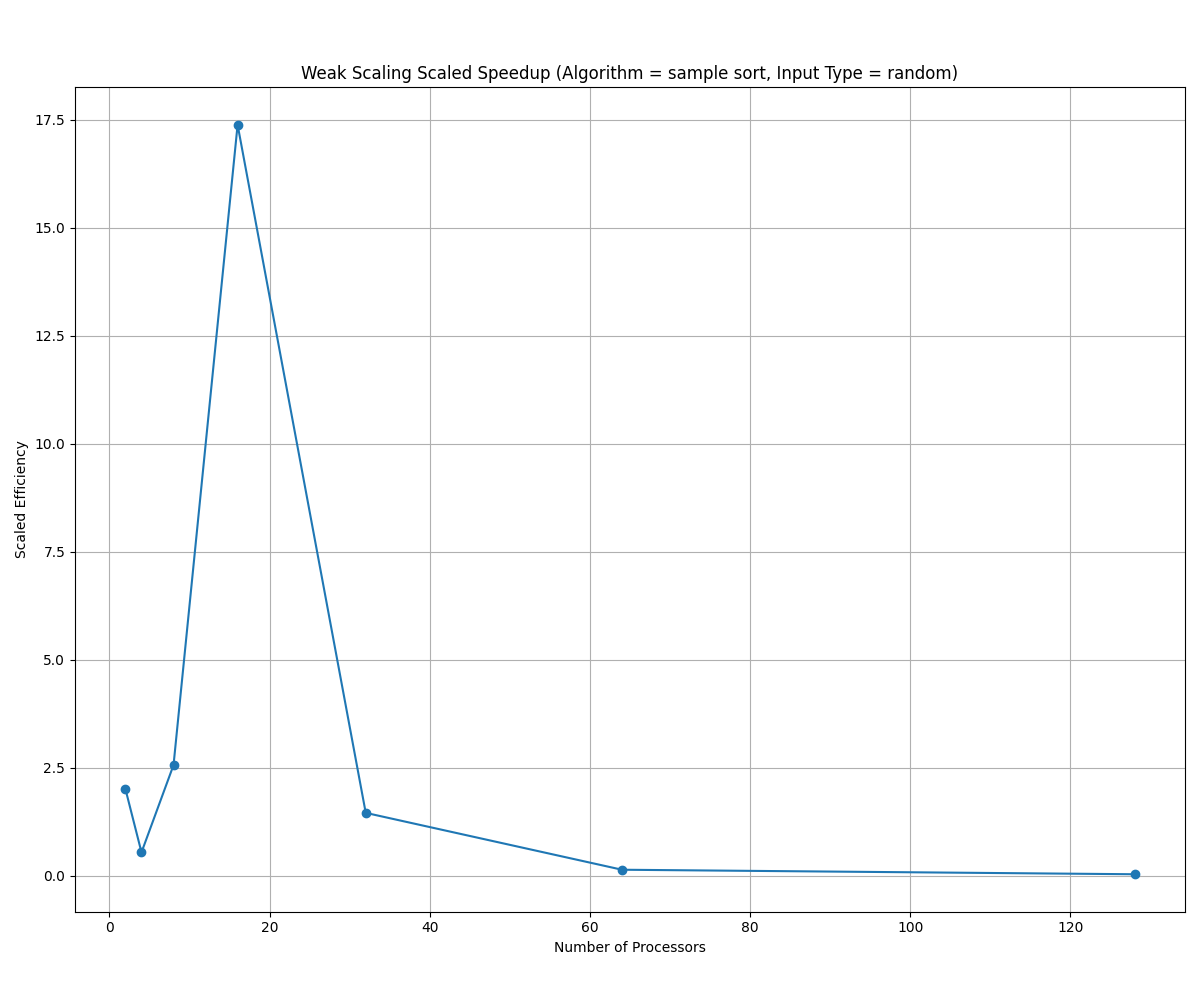 Weak Scaling Scaled Speedup (Algorithm = sample sort, Input Type = random)
17.5
15.0
12.5
10.0
7.5
5.0
2.5
0.0
Scaled Efficiency
0 20 40 60 80 100 120
Number of Processors